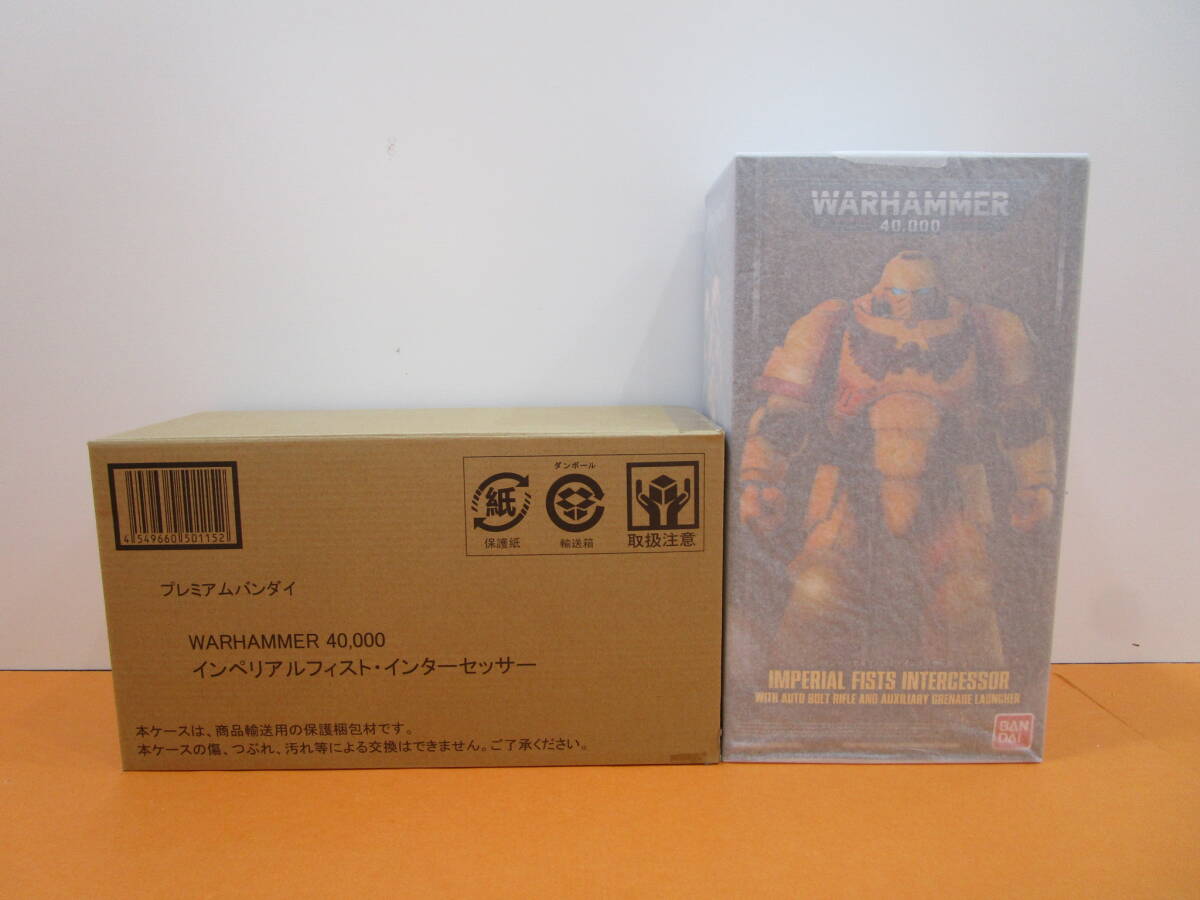 4 549660 501152
ダンボール
紙
保護紙
輸送箱
取扱注意
プレミアムバンダイ
WARHAMMER 40,000
インペリアルフィスト・インターセッサー
本ケースは、商品輸送用の保護梱包材です。
本ケースの傷、つぶれ、汚れ等による交換はできません。ご了承ください。
WARHAMMER
40,000
IMPERIAL FISTS INTERCESSOR
WITH AUTO BOLT RIFLE AND AUXILIARY GRENADE LAUNCHER
BAN
DAI